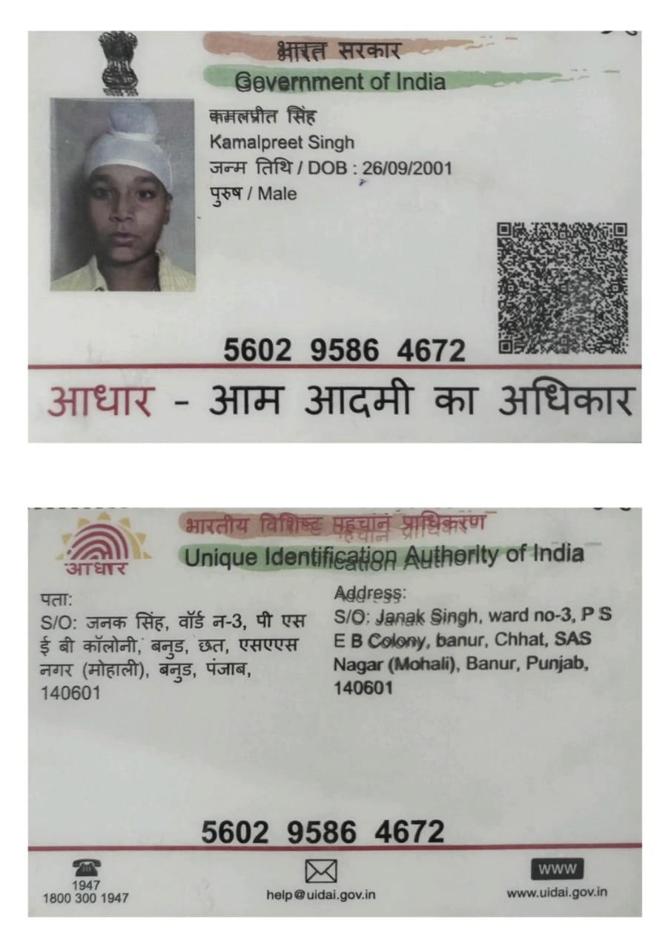 भारत सरकार
Government of India
कमलप्रीत सिंह
Kamalpreet Singh
जन्म तिथि / DOB : 26/09/2001
पुरुष / Male
5602 9586 4672
आधार - आम आदमी का अधिकार
भारतीय विशिष्ट पहचान प्राधिकरण
Unique Identification Authority of India
आधार
पता:
S/O: जनक सिंह, वॉर्ड न-3, पी एस
ई बी कॉलोनी, बनुड, छत, एसएएस
नगर (मोहाली), बनुड, पंजाब,
140601
Address:
S/O: Janak Singh, ward no-3, P S
E B Colony, banur, Chhat, SAS
Nagar (Mohali), Banur, Punjab,
140601
5602 9586 4672
1947
1800 300 1947
help@uidai.gov.in
www
www.uidai.gov.in